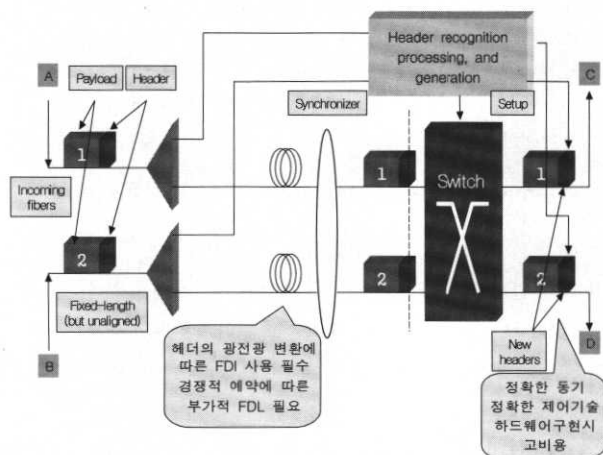 Header recognition
processing, and
generation
A
Payload
Header
Synchronizer
Setup
C
1
1
1
Incoming
fibers
Switch
2
2
2
Fixed-length
(but unaligned)
New
headers
B
D
헤더의 광전광 변환에
따른 FDI 사용 필수
경쟁적 예약에 따른
부가적 FDL 필요
정확한 동기
정확한 제어기술
하드웨어구현시
고비용